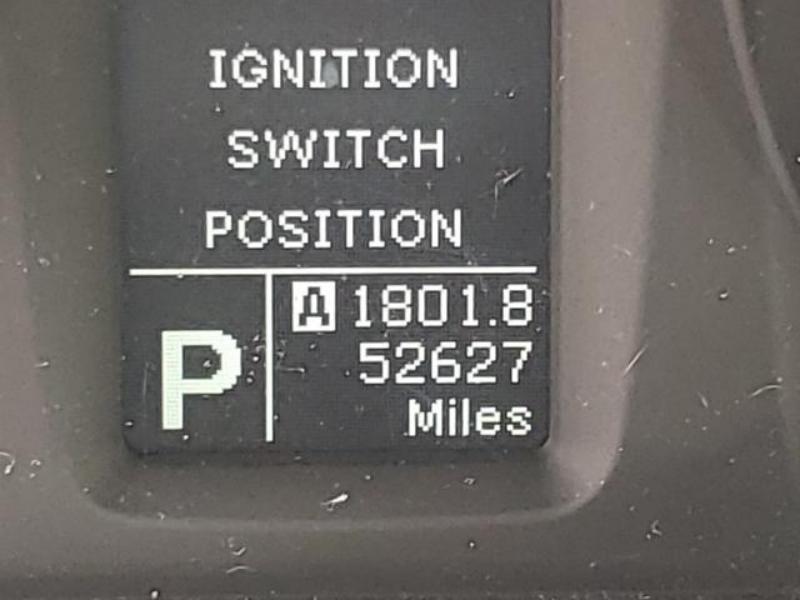 IGNITION
SWITCH
POSITION
P
A 1801.8
52627
Miles